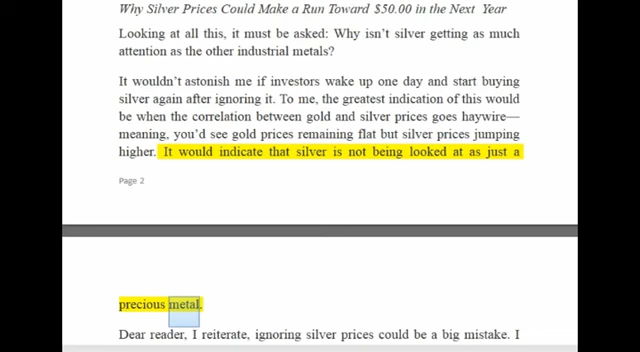 Why Silver Prices Could Make a Run Toward $50.00 in the Next Year
Looking at all this, it must be asked: Why isn't silver getting as much
attention as the other industrial metals?
It wouldn't astonish me if investors wake up one day and start buying
silver again after ignoring it. To me, the greatest indication of this would
be when the correlation between gold and silver prices goes haywire—
meaning, you'd see gold prices remaining flat but silver prices jumping
higher. It would indicate that silver is not being looked at as just a
Page 2
precious metal.
Dear reader, I reiterate, ignoring silver prices could be a big mistake. I